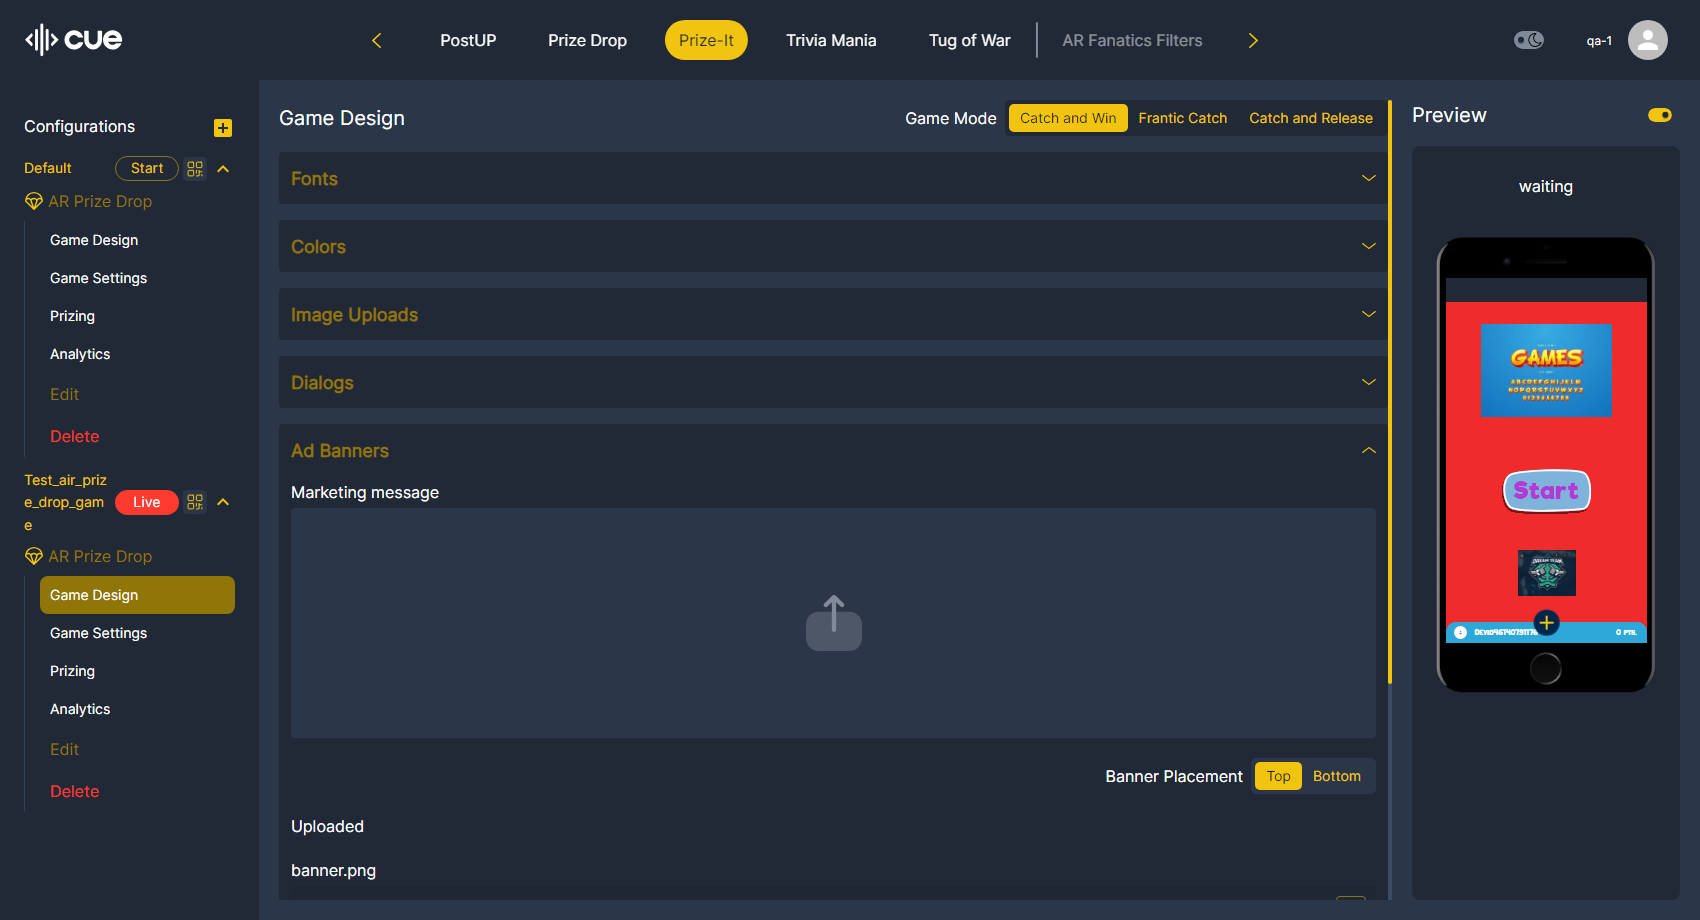 cue
PostUP
Prize Drop
Prize-It
Trivia Mania
Tug of War
AR Fanatics Filters
qa-1
Configurations
Default
Start
AR Prize Drop
Game Design
Game Settings
Prizing
Analytics
Edit
Delete
Test_air_priz
e_drop_gam
e
Live
AR Prize Drop
Game Design
Game Settings
Prizing
Analytics
Edit
Delete
Game Design
Game Mode
Catch and Win
Frantic Catch
Catch and Release
Fonts
Colors
Image Uploads
Dialogs
Ad Banners
Marketing message
Banner Placement
Top
Bottom
Uploaded
banner.png
Preview
waiting
GAMES
ABCDEFGHIJKLM
NOPQRSTUVWXYZ
Start
0 PTS.